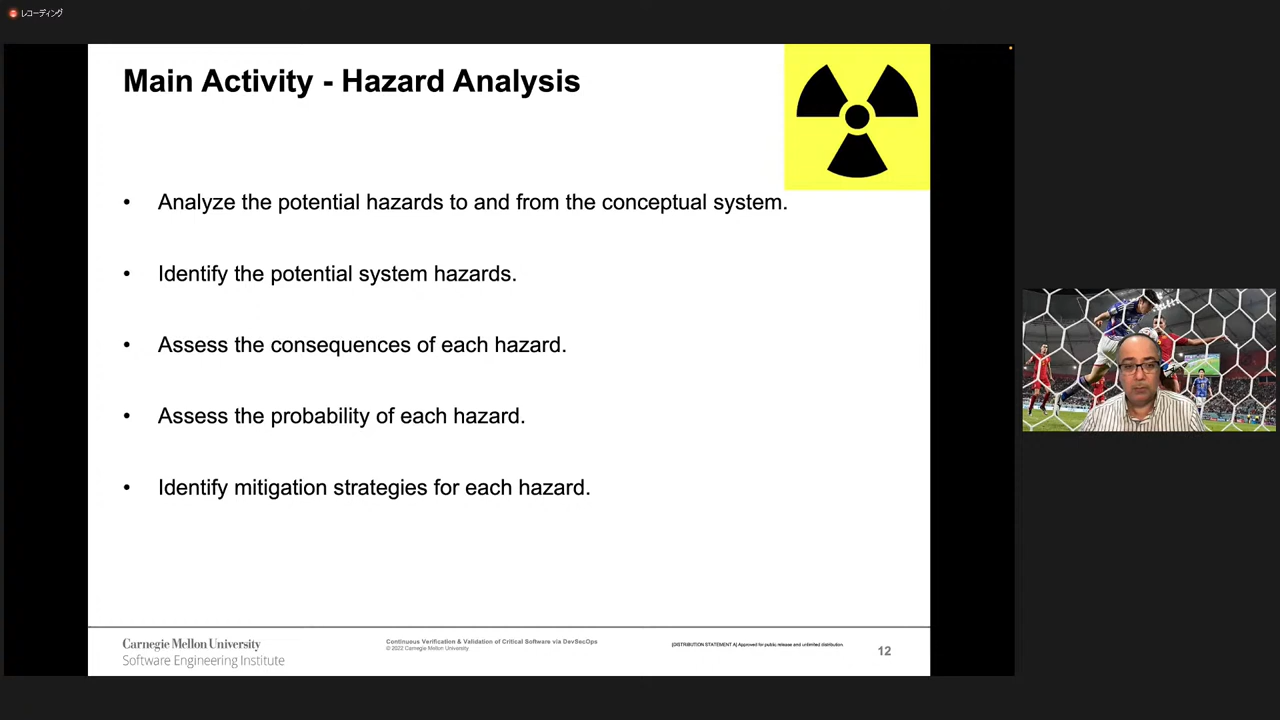 レコーディング
Main Activity - Hazard Analysis
• Analyze the potential hazards to and from the conceptual system.
• Identify the potential system hazards.
• Assess the consequences of each hazard.
• Assess the probability of each hazard.
• Identify mitigation strategies for each hazard.
Carnegie Mellon University
Software Engineering Institute
Continuous Verification & Validation of Critical Software via DevSecOps
© 2022 Carnegie Mellon University
[DISTRIBUTION STATEMENT A] Approved for public release and unlimited distribution.
12